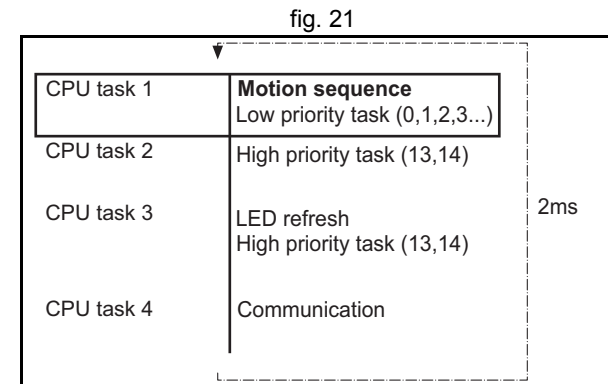 fig. 21
CPU task 1 Motion sequence
Low priority task (0,1,2,3...)
CPU task 2 High priority task (13,14)
2ms
CPU task 3 LED refresh
High priority task (13,14)
CPU task 4 Communication